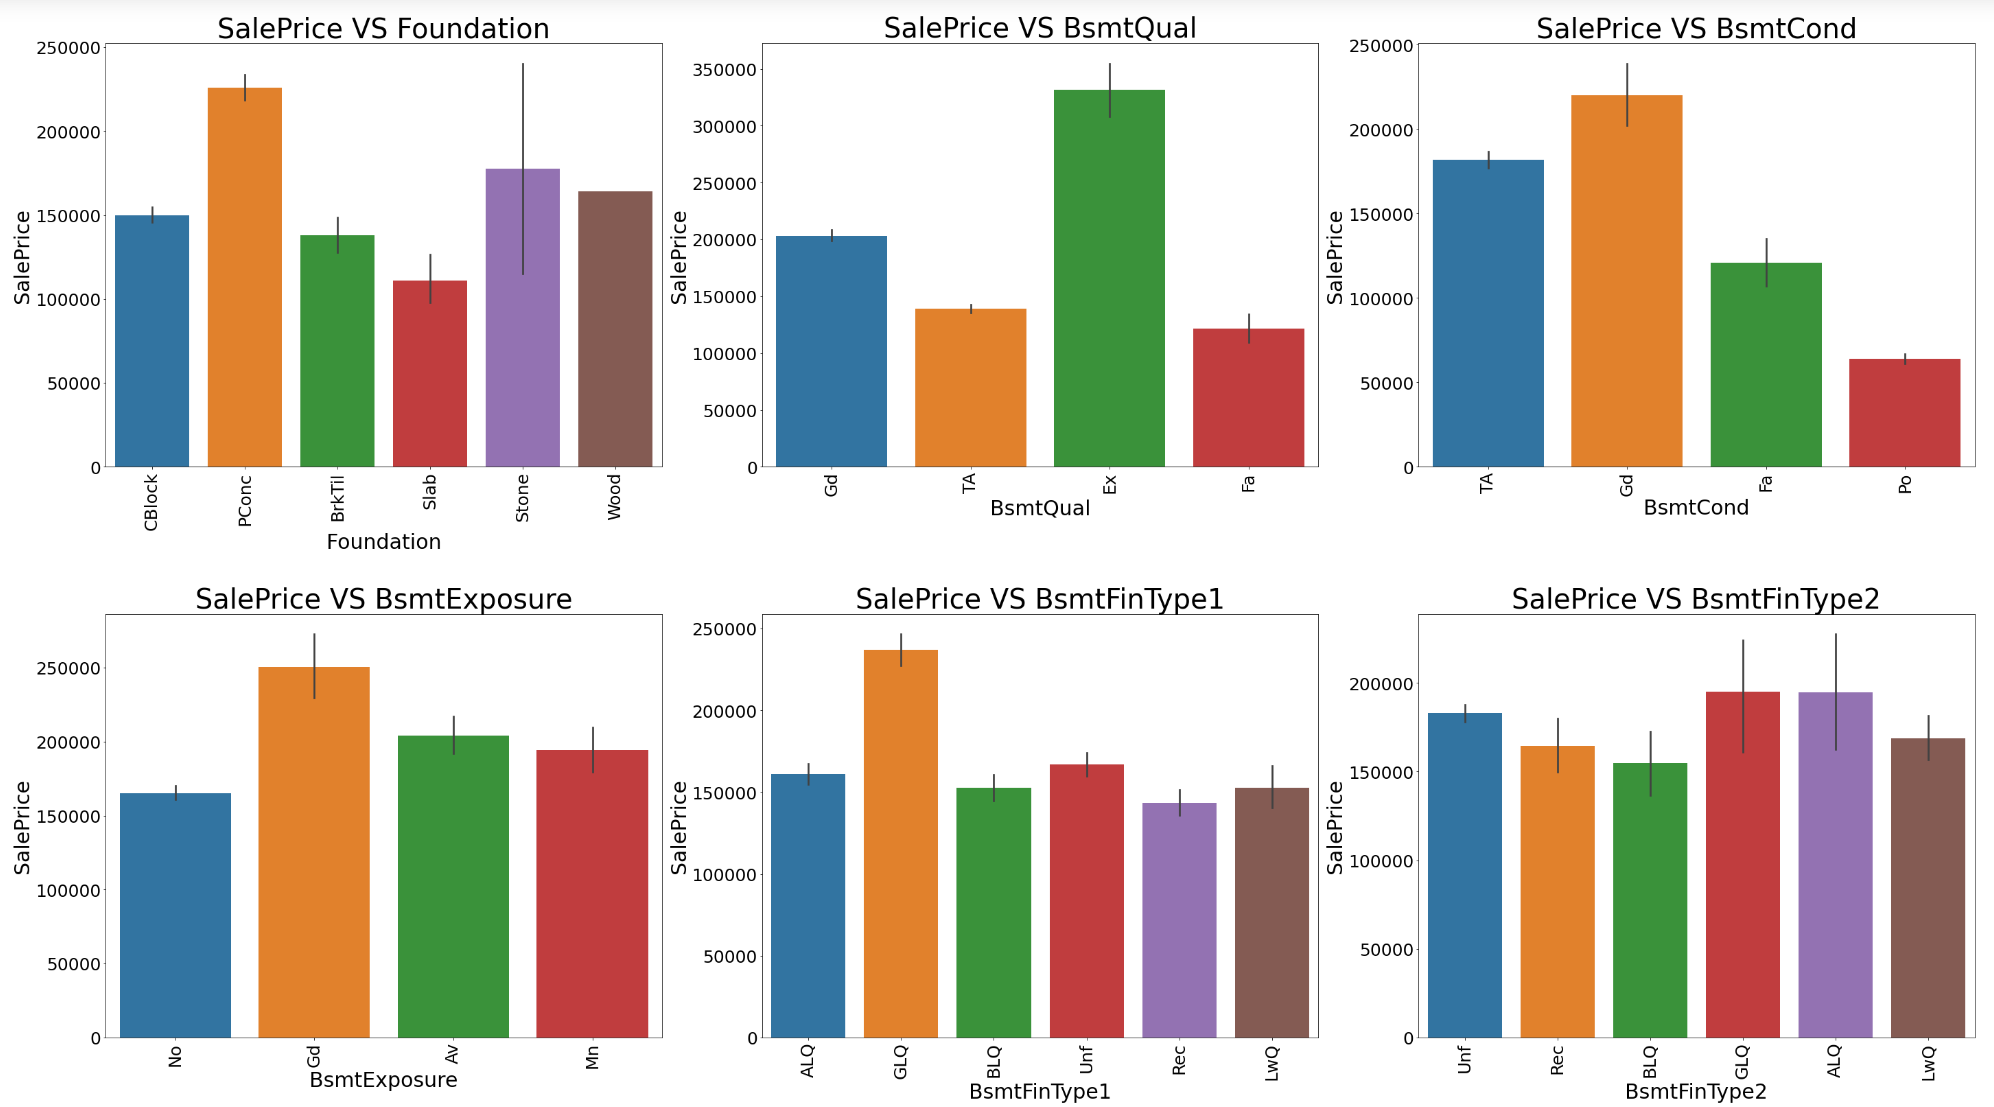 SalePrice VS Foundation
250000
200000
150000
100000
50000
0
SalePrice
CBlock
PConc
BrkTil
Slab
Stone
Wood
Foundation
SalePrice VS BsmtQual
350000
300000
250000
200000
150000
100000
50000
0
SalePrice
Gd
TA
Ex
Fa
BsmtQual
SalePrice VS BsmtCond
250000
200000
150000
100000
50000
0
SalePrice
TA
Gd
Fa
Po
BsmtCond
SalePrice VS BsmtExposure
250000
200000
150000
100000
50000
0
SalePrice
No
Gd
Av
Mn
BsmtExposure
SalePrice VS BsmtFinType1
250000
200000
150000
100000
50000
0
SalePrice
ALQ
GLQ
BLQ
Unf
Rec
LwQ
BsmtFinType1
SalePrice VS BsmtFinType2
200000
150000
100000
50000
0
SalePrice
Unf
Rec
BLQ
GLQ
ALQ
LwQ
BsmtFinType2